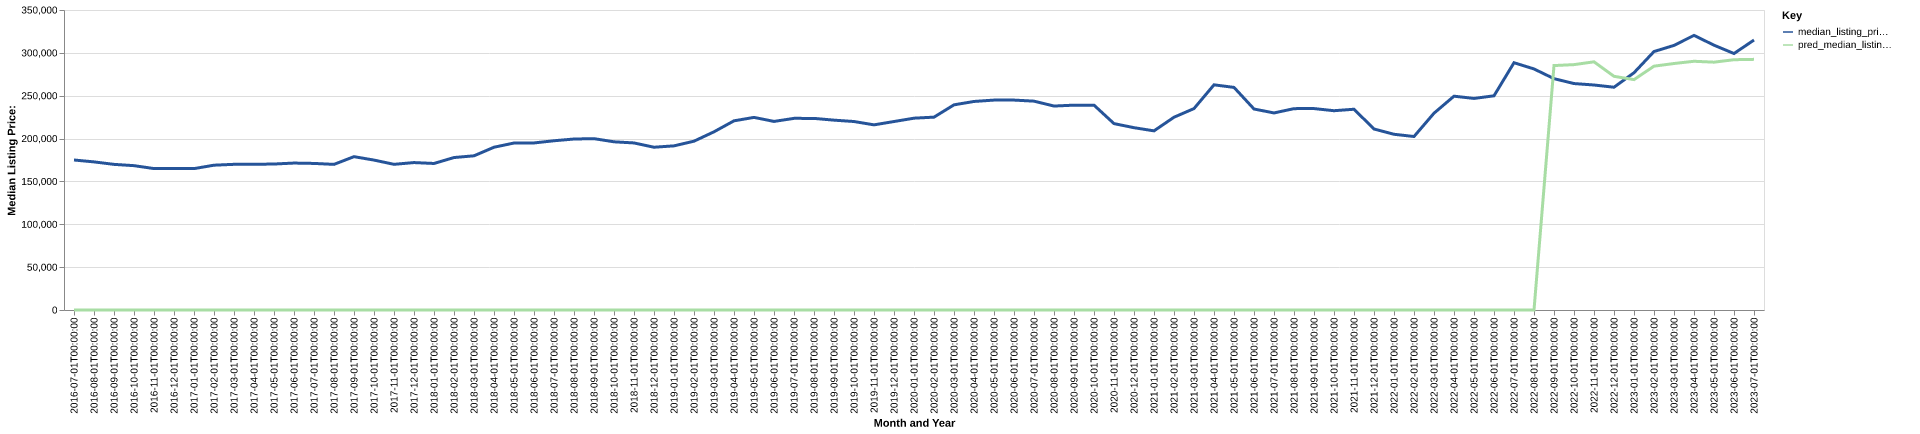 350,000
300,000
250,000
200,000
150,000
100,000
50,000
0
Median Listing Price:
2016-07-01T00:00:00
2016-08-01T00:00:00
2016-09-01T00:00:00
2016-10-01T00:00:00
2016-11-01T00:00:00
2016-12-01T00:00:00
2017-01-01T00:00:00
2017-02-01T00:00:00
2017-03-01T00:00:00
2017-04-01T00:00:00
2017-05-01T00:00:00
2017-06-01T00:00:00
2017-07-01T00:00:00
2017-08-01T00:00:00
2017-09-01T00:00:00
2017-10-01T00:00:00
2017-11-01T00:00:00
2017-12-01T00:00:00
2018-01-01T00:00:00
2018-02-01T00:00:00
2018-03-01T00:00:00
2018-04-01T00:00:00
2018-05-01T00:00:00
2018-06-01T00:00:00
2018-07-01T00:00:00
2018-08-01T00:00:00
2018-09-01T00:00:00
2018-10-01T00:00:00
2018-11-01T00:00:00
2018-12-01T00:00:00
2019-01-01T00:00:00
2019-02-01T00:00:00
2019-03-01T00:00:00
2019-04-01T00:00:00
2019-05-01T00:00:00
2019-06-01T00:00:00
2019-07-01T00:00:00
2019-08-01T00:00:00
2019-09-01T00:00:00
2019-10-01T00:00:00
2019-11-01T00:00:00
2019-12-01T00:00:00
2020-01-01T00:00:00
2020-02-01T00:00:00
2020-03-01T00:00:00
2020-04-01T00:00:00
2020-05-01T00:00:00
2020-06-01T00:00:00
2020-07-01T00:00:00
2020-08-01T00:00:00
2020-09-01T00:00:00
2020-10-01T00:00:00
2020-11-01T00:00:00
2020-12-01T00:00:00
2021-01-01T00:00:00
2021-02-01T00:00:00
2021-03-01T00:00:00
2021-04-01T00:00:00
2021-05-01T00:00:00
2021-06-01T00:00:00
2021-07-01T00:00:00
2021-08-01T00:00:00
2021-09-01T00:00:00
2021-10-01T00:00:00
2021-11-01T00:00:00
2021-12-01T00:00:00
2022-01-01T00:00:00
2022-02-01T00:00:00
2022-03-01T00:00:00
2022-04-01T00:00:00
2022-05-01T00:00:00
2022-06-01T00:00:00
2022-07-01T00:00:00
2022-08-01T00:00:00
2022-09-01T00:00:00
2022-10-01T00:00:00
2022-11-01T00:00:00
2022-12-01T00:00:00
2023-01-01T00:00:00
2023-02-01T00:00:00
2023-03-01T00:00:00
2023-04-01T00:00:00
2023-05-01T00:00:00
2023-06-01T00:00:00
2023-07-01T00:00:00
Month and Year
Key
median_listing_pri…
pred_median_listin…